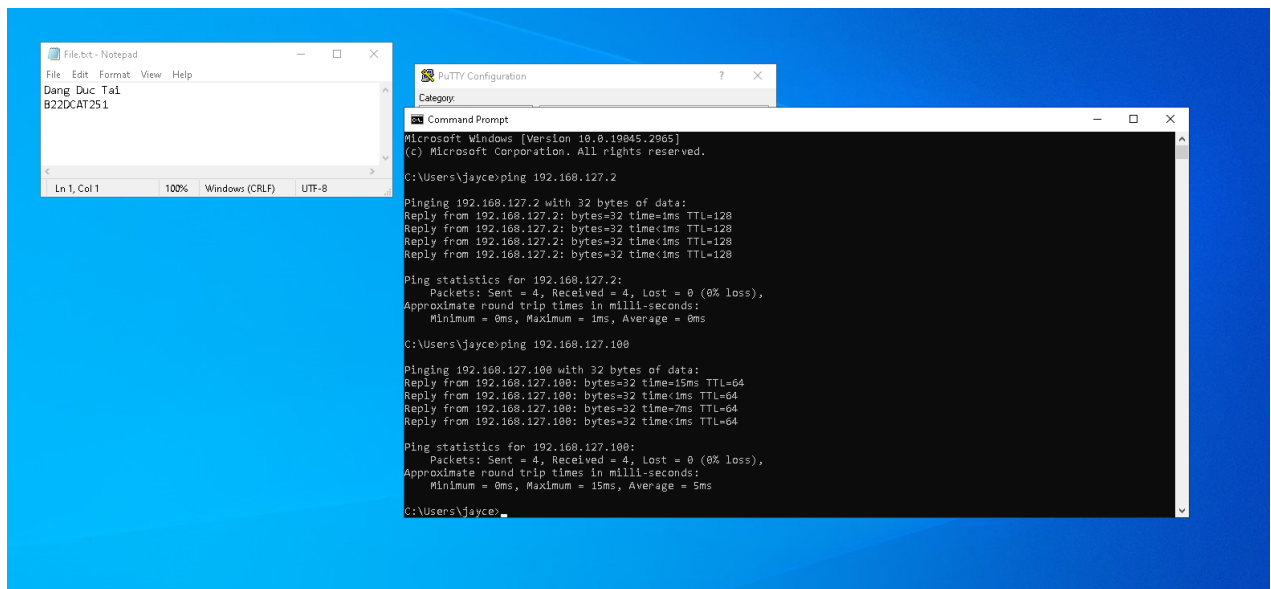 File.txt - Notepad
File Edit Format View Help
Dang Duc Tai
B22DCAT251
Ln 1, Col 1 100% Windows (CRLF) UTF-8
PuTTY Configuration
Category:
Command Prompt
Microsoft Windows [Version 10.0.19045.2965]
(c) Microsoft Corporation. All rights reserved.
C:\Users\jayce>ping 192.168.127.2
Pinging 192.168.127.2 with 32 bytes of data:
Reply from 192.168.127.2: bytes=32 time=1ms TTL=128
Reply from 192.168.127.2: bytes=32 time<1ms TTL=128
Reply from 192.168.127.2: bytes=32 time<1ms TTL=128
Reply from 192.168.127.2: bytes=32 time<1ms TTL=128
Ping statistics for 192.168.127.2:
Packets: Sent = 4, Received = 4, Lost = 0 (0% loss),
Approximate round trip times in milli-seconds:
Minimum = 0ms, Maximum = 1ms, Average = 0ms
C:\Users\jayce>ping 192.168.127.100
Pinging 192.168.127.100 with 32 bytes of data:
Reply from 192.168.127.100: bytes=32 time=15ms TTL=64
Reply from 192.168.127.100: bytes=32 time<1ms TTL=64
Reply from 192.168.127.100: bytes=32 time=7ms TTL=64
Reply from 192.168.127.100: bytes=32 time<1ms TTL=64
Ping statistics for 192.168.127.100:
Packets: Sent = 4, Received = 4, Lost = 0 (0% loss),
Approximate round trip times in milli-seconds:
Minimum = 0ms, Maximum = 15ms, Average = 5ms
C:\Users\jayce>